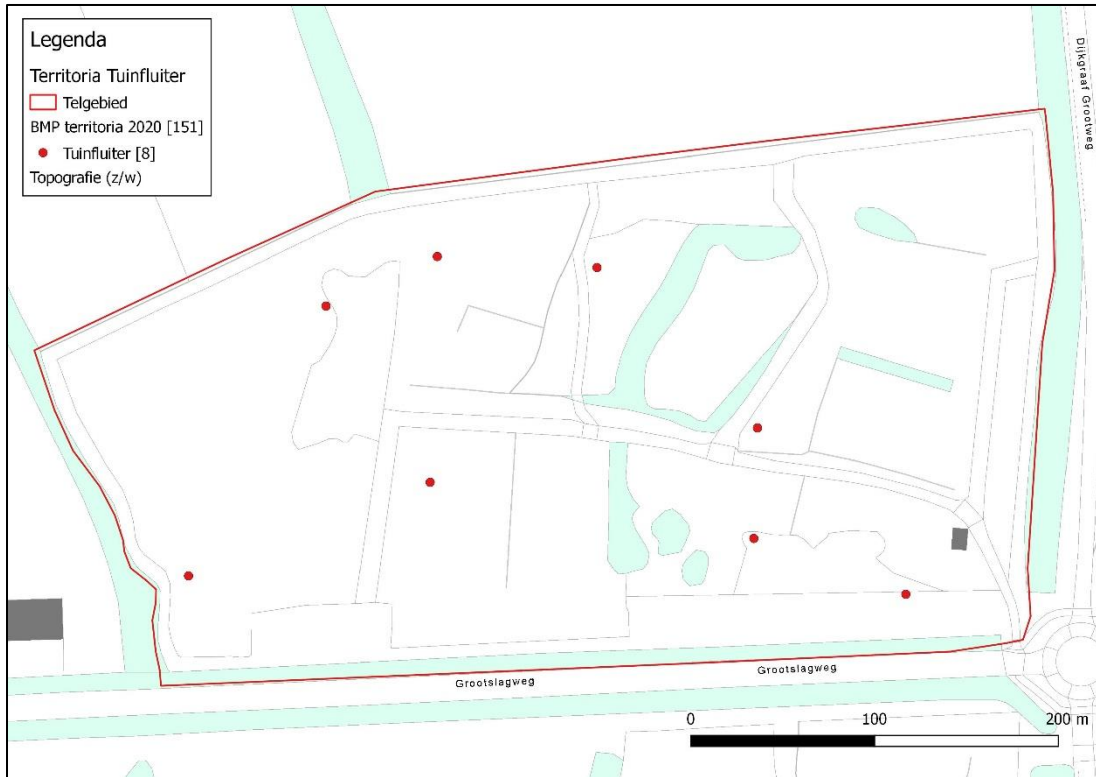 Legenda
Territoria Tuinfluiter
Telgebied
BMP territoria 2020 [151]
Tuinfluiter [8]
Topografie (z/w)
Dijkgraaf Grootweg
Grootslagweg
Grootslagweg
0 100 200 m